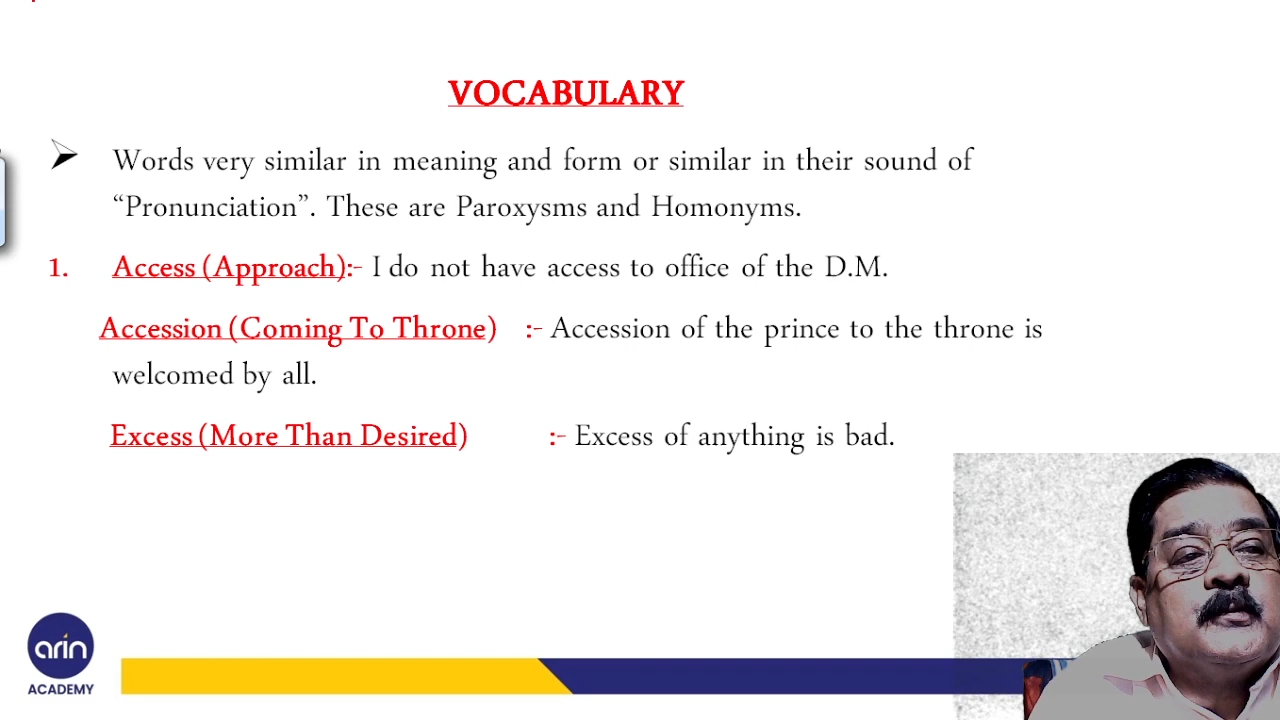 VOCABULARY
➢ Words very similar in meaning and form or similar in their sound of
“Pronunciation”. These are Paroxysms and Homonyms.
1. Access (Approach):- I do not have access to office of the D.M.
Accession (Coming To Throne) :- Accession of the prince to the throne is
welcomed by all.
Excess (More Than Desired) :- Excess of anything is bad.
arin
ACADEMY